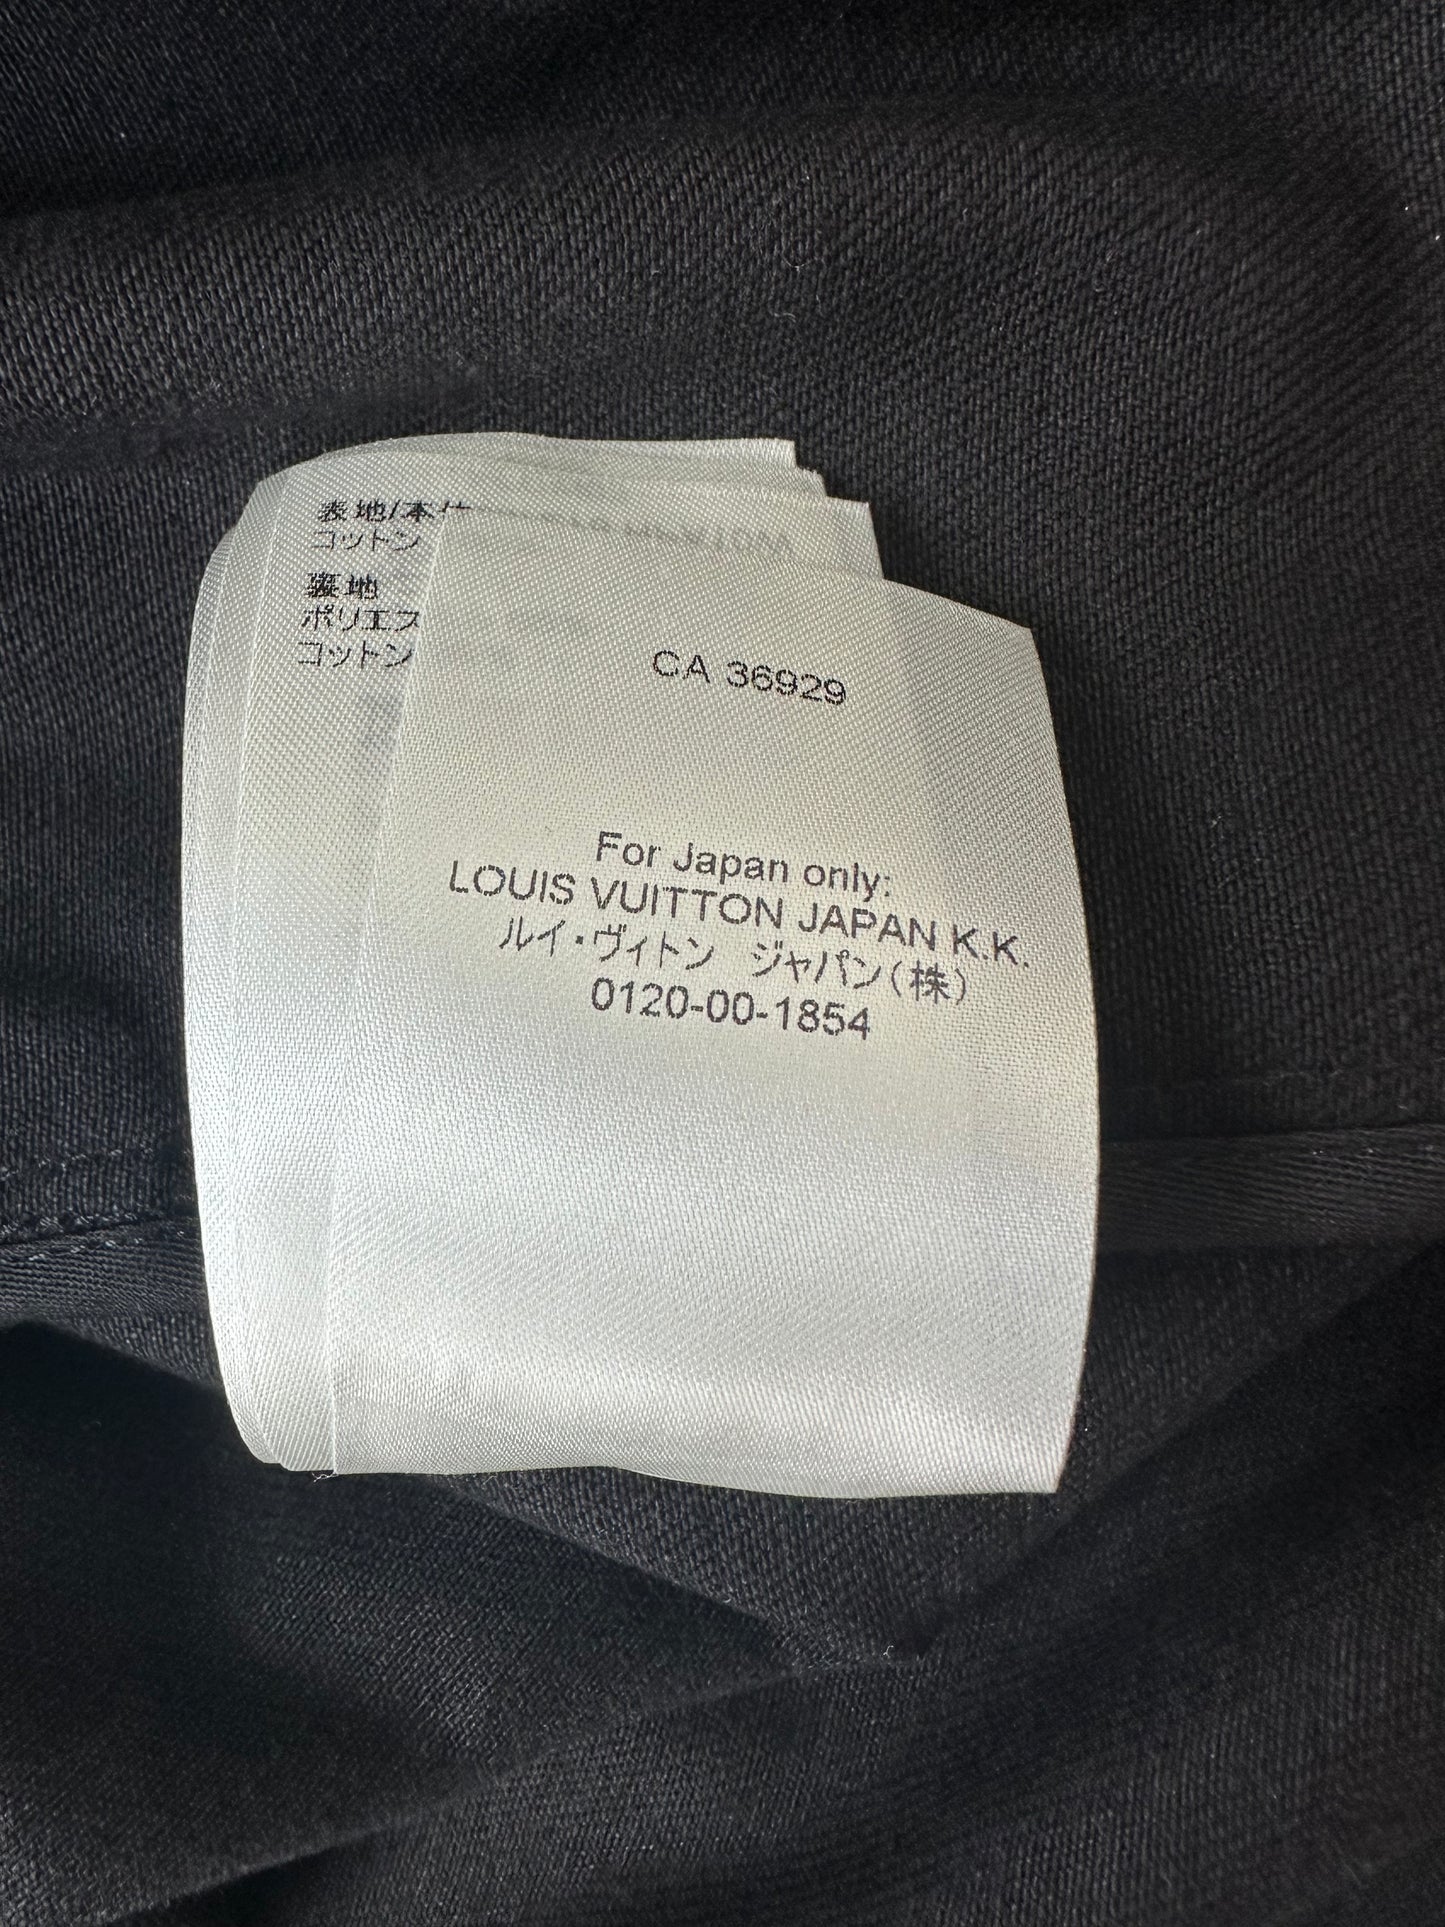 表地/本体
コットン
裏地
ポリエス
コットン
CA 36929
For Japan only:
LOUIS VUITTON JAPAN K.K.
ルイ・ヴィトン ジャパン(株)
0120-00-1854